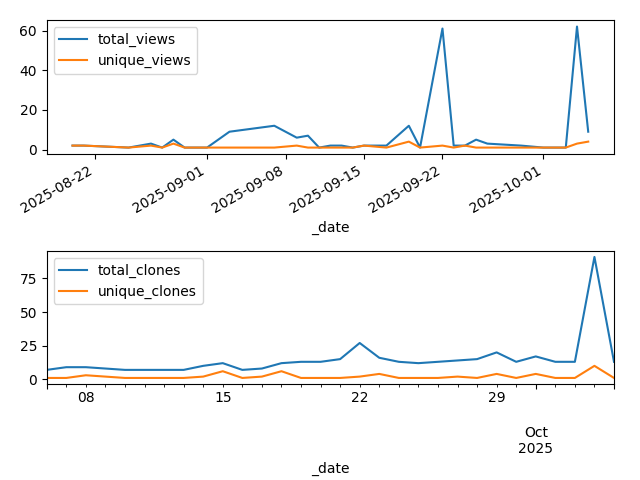 total_views
unique_views
60
40
20
0
2025-08-22
2025-09-01
2025-09-08
2025-09-15
2025-09-22
2025-10-01
_date
total_clones
unique_clones
75
50
25
0
08
15
22
29
Oct
2025
_date